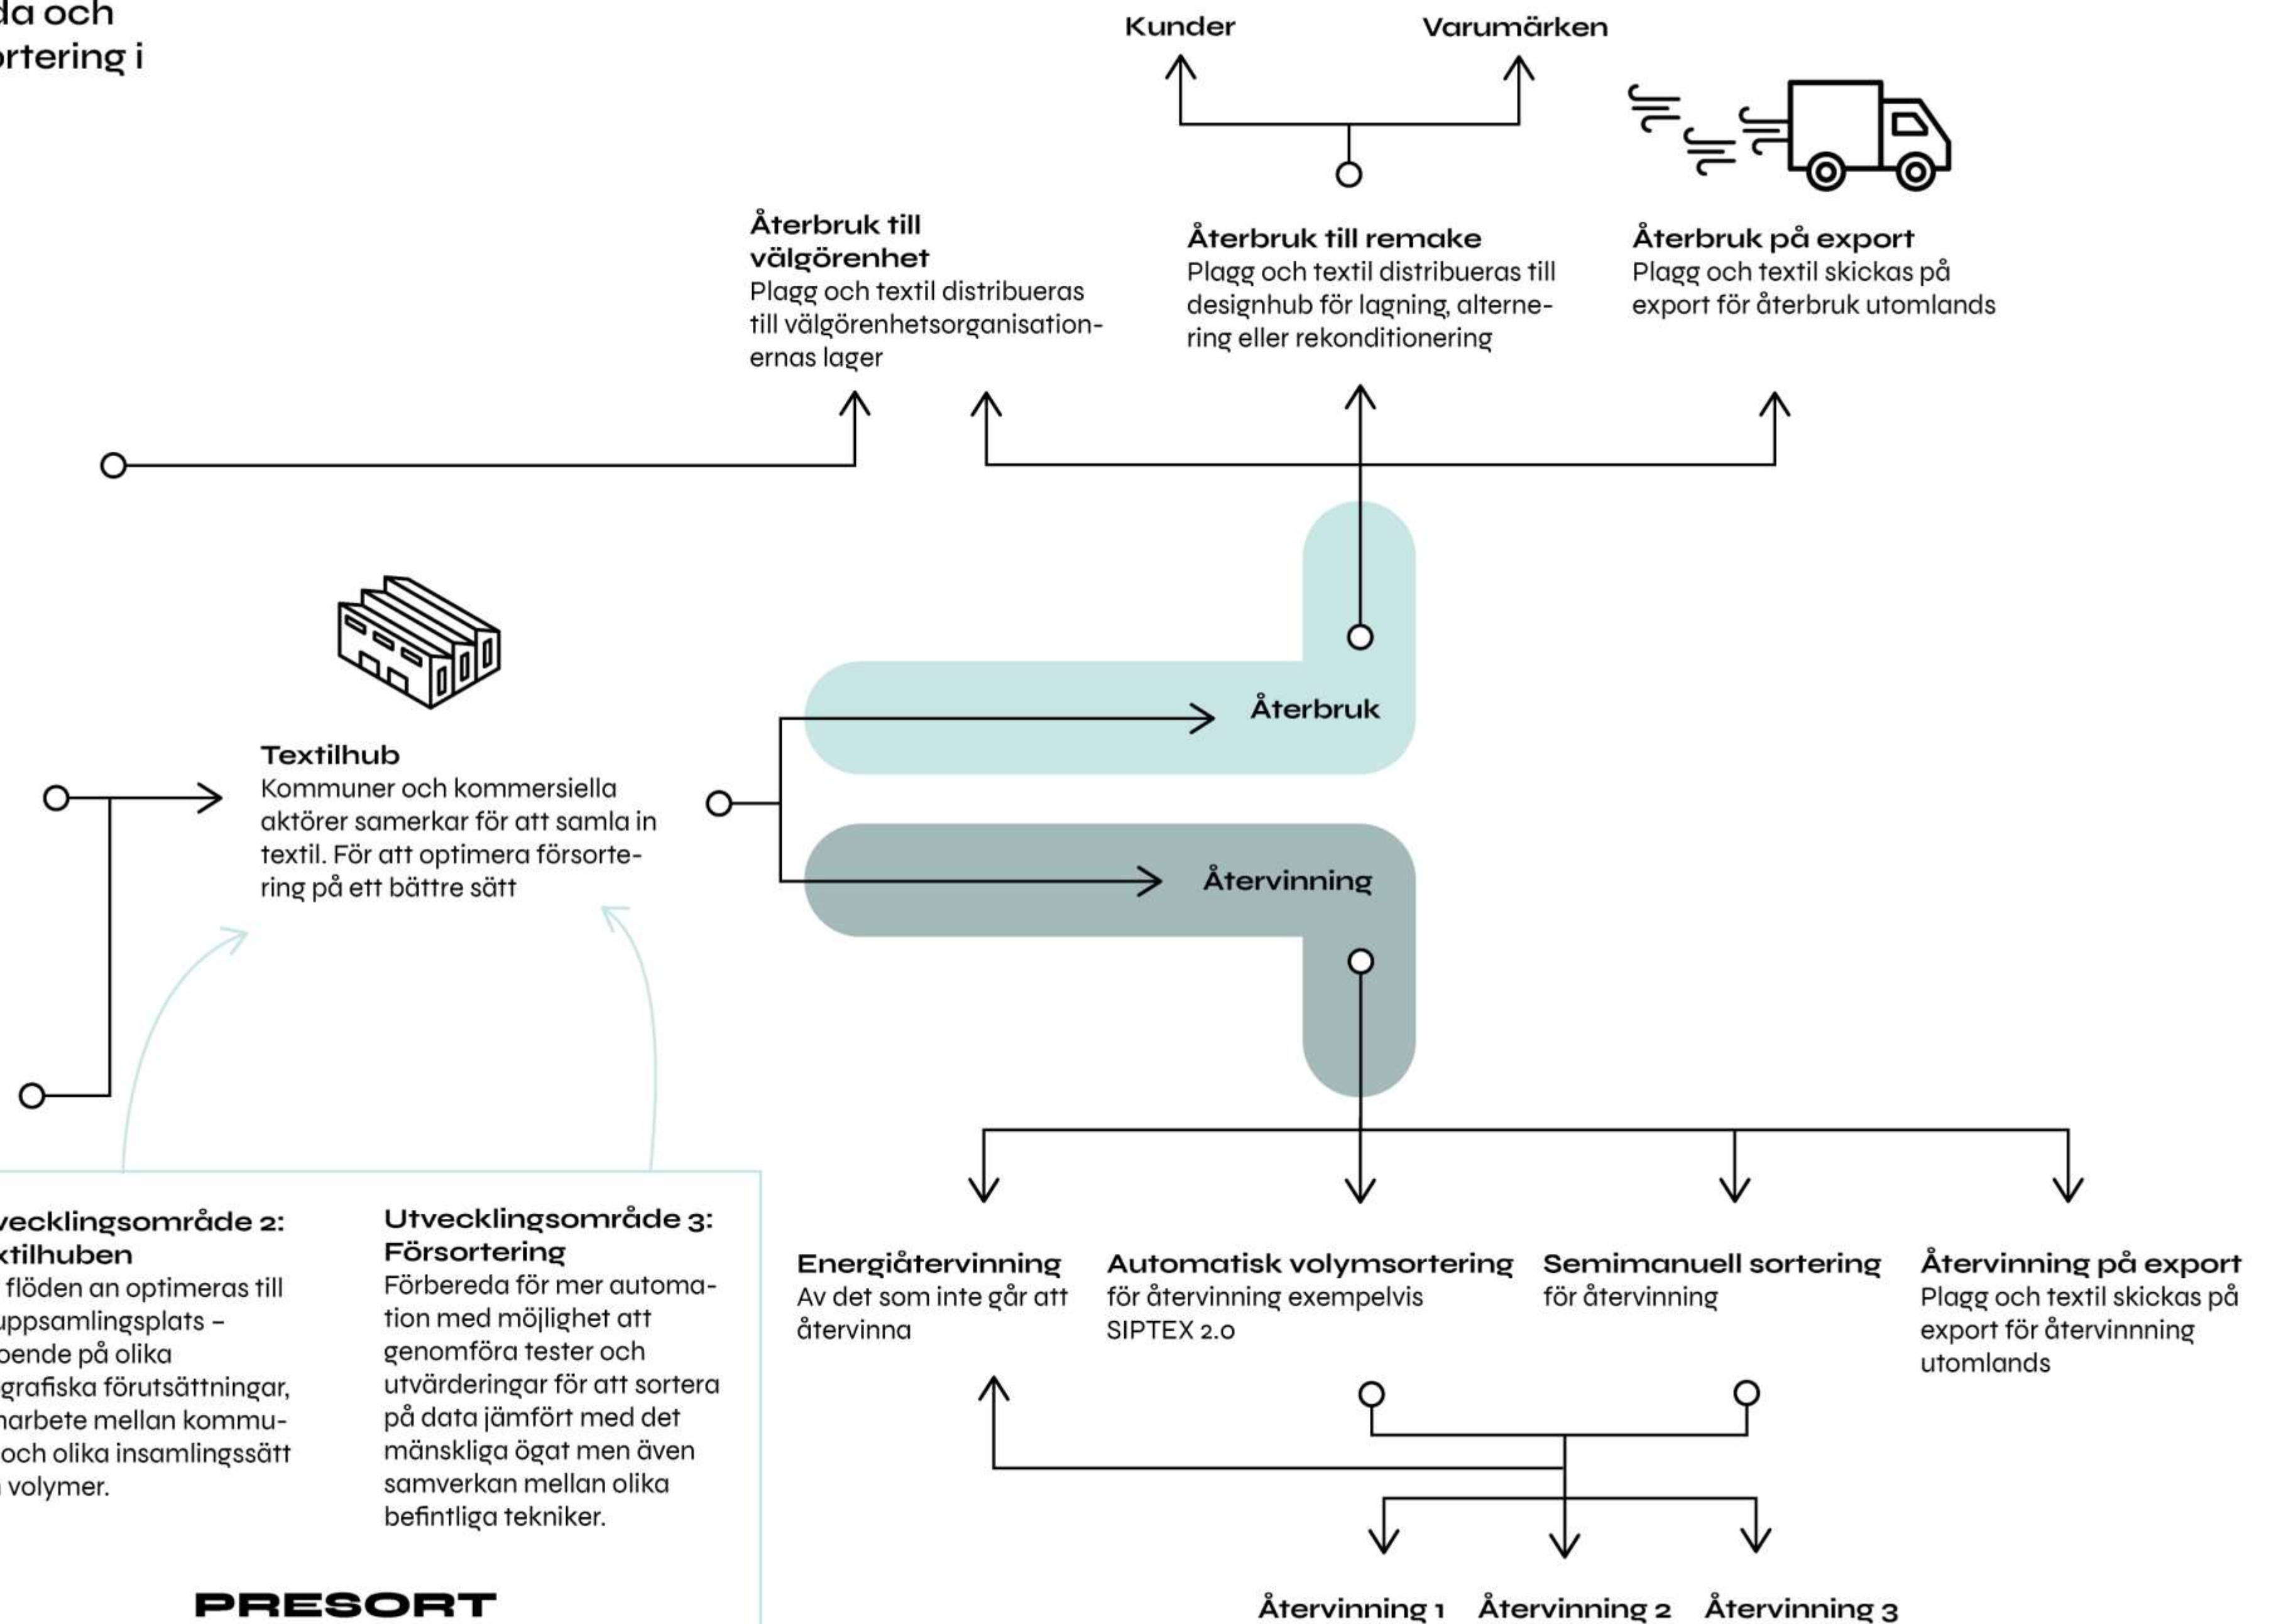 da och
ortering i
Kunder
Varumärken
Återbruk till
välgörenhet
Plagg och textil distribueras
till välgörenhetsorganisation-
ernas lager
Återbruk till remake
Plagg och textil distribueras till
designhub för lagning, alterne-
ring eller rekonditionering
Återbruk på export
Plagg och textil skickas på
export för återbruk utomlands
Återbruk
Textilhub
Kommuner och kommersiella
aktörer samerkar för att samla in
textil. För att optimera försorte-
ring på ett bättre sätt
Återvinning
vecklingsområde 2:
xtilhuben
flöden an optimeras till
uppsamlingsplats –
oende på olika
grafiska förutsättningar,
narbete mellan kommu-
och olika insamlingssätt
volymer.
Utvecklingsområde 3:
Försortering
Förbereda för mer automa-
tion med möjlighet att
genomföra tester och
utvärderingar för att sortera
på data jämfört med det
mänskliga ögat men även
samverkan mellan olika
befintliga tekniker.
PRESORT
Energiåtervinning
Av det som inte går att
återvinna
Automatisk volymsortering
för återvinning exempelvis
SIPTEX 2.0
Semimanuell sortering
för återvinning
Återvinning på export
Plagg och textil skickas på
export för återvinnning
utomlands
Återvinning 1
Återvinning 2
Återvinning 3